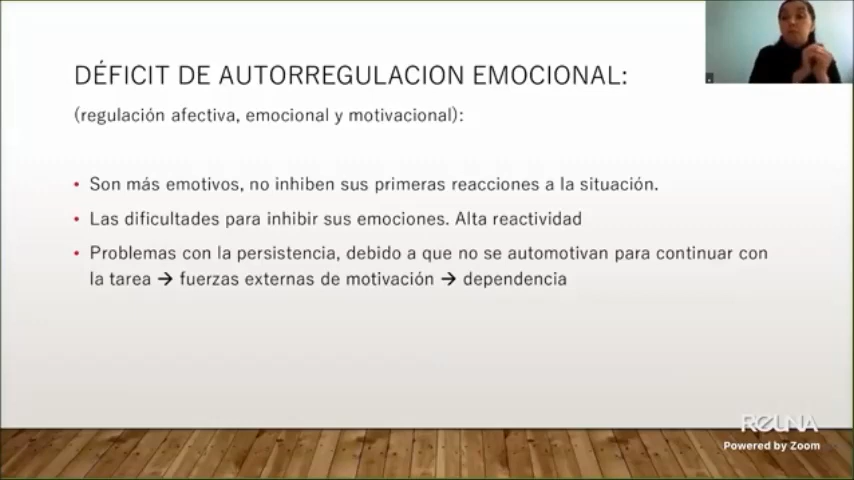 DÉFICIT DE AUTORREGULACION EMOCIONAL:
(regulación afectiva, emocional y motivacional):
• Son más emotivos, no inhiben sus primeras reacciones a la situación.
• Las dificultades para inhibir sus emociones. Alta reactividad
• Problemas con la persistencia, debido a que no se automotivan para continuar con
la tarea → fuerzas externas de motivación → dependencia
RELNA
Powered by Zoom